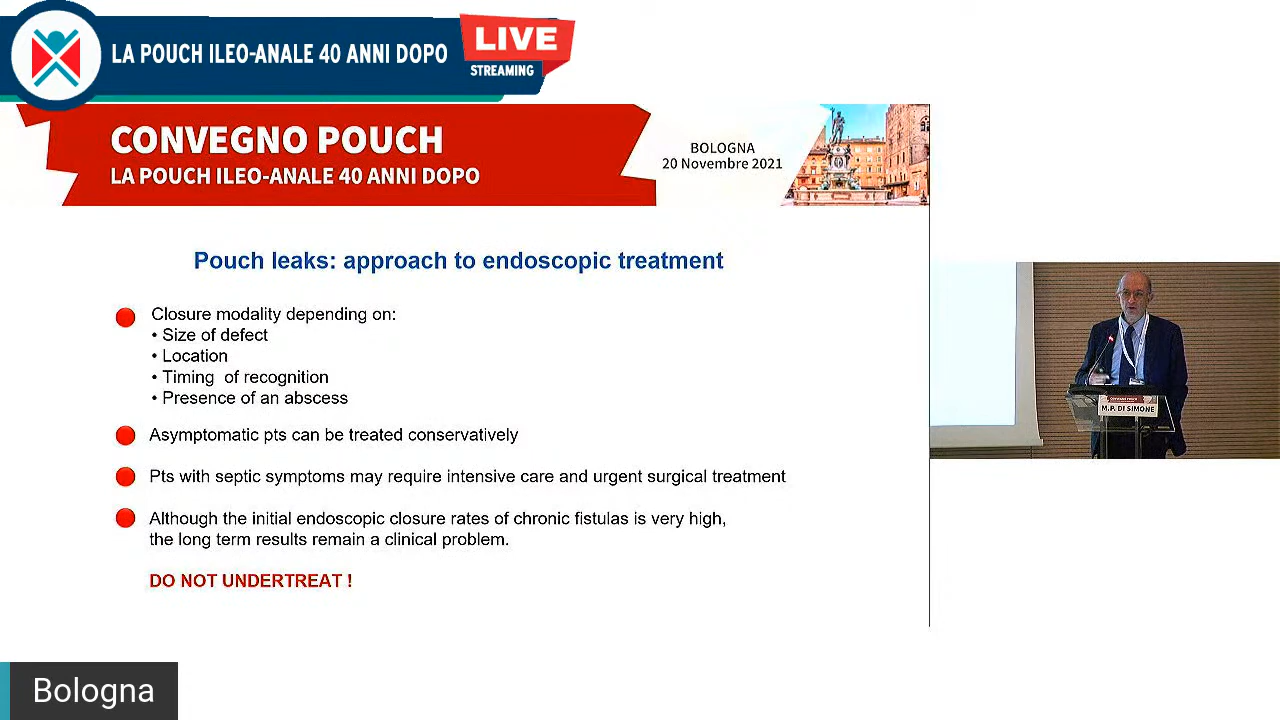 LA POUCH ILEO-ANALE 40 ANNI DOPO
LIVE
STREAMING
CONVEGNO POUCH
LA POUCH ILEO-ANALE 40 ANNI DOPO
BOLOGNA
20 Novembre 2021
Pouch leaks: approach to endoscopic treatment
Closure modality depending on:
• Size of defect
• Location
• Timing of recognition
• Presence of an abscess
Asymptomatic pts can be treated conservatively
Pts with septic symptoms may require intensive care and urgent surgical treatment
Although the initial endoscopic closure rates of chronic fistulas is very high,
the long term results remain a clinical problem.
DO NOT UNDERTREAT !
CONVEGNO POUCH
M.P. DI SIMONE
Bologna